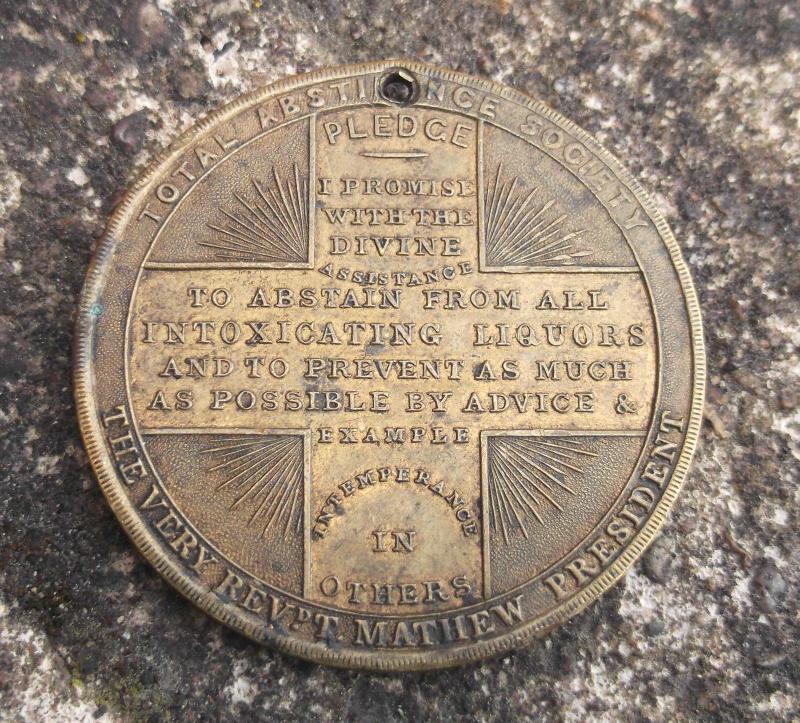 TOTAL ABSTINENCE SOCIETY
PLEDGE
I PROMISE
WITH THE
DIVINE
ASSISTANCE
TO ABSTAIN FROM ALL
INTOXICATING LIQUORS
AND TO PREVENT AS MUCH
AS POSSIBLE BY ADVICE &
EXAMPLE
INTEMPERANCE
IN
OTHERS
THE VERY REVD T. MATHEW PRESIDENT